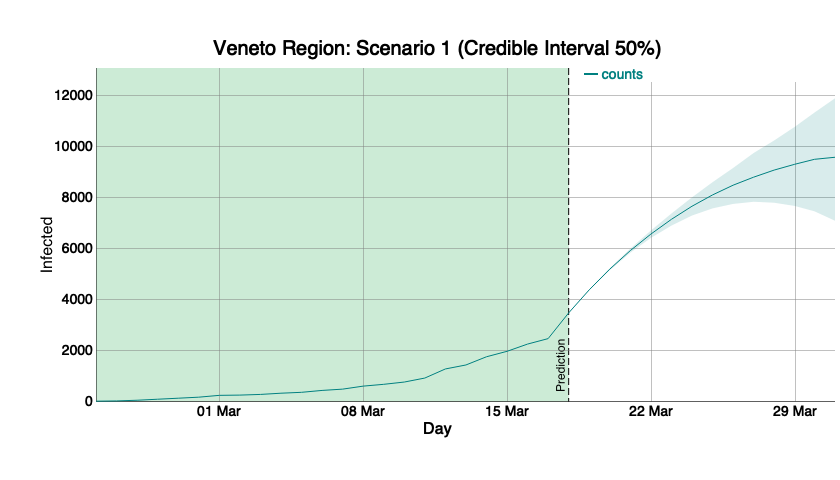 Veneto Region: Scenario 1 (Credible Interval 50%)
counts
12000
10000
8000
6000
4000
2000
0
Infected
Prediction
01 Mar
08 Mar
15 Mar
22 Mar
29 Mar
Day